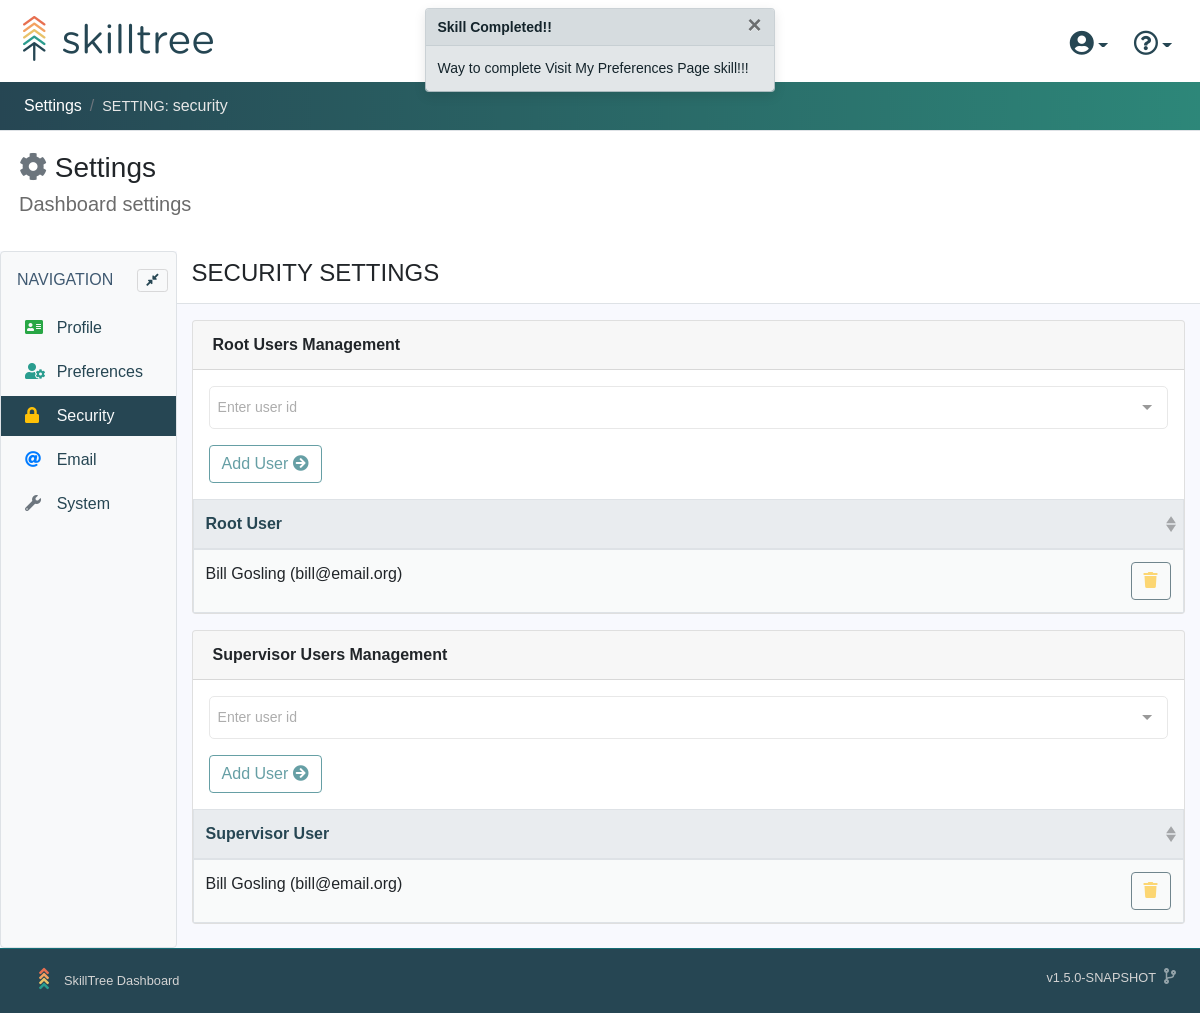 skilltree
Skill Completed!!
Way to complete Visit My Preferences Page skill!!!
Settings / SETTING: security
Settings
Dashboard settings
NAVIGATION
Profile
Preferences
Security
Email
System
SECURITY SETTINGS
Root Users Management
Enter user id
Add User
Root User
Bill Gosling (bill@email.org)
Supervisor Users Management
Enter user id
Add User
Supervisor User
Bill Gosling (bill@email.org)
SkillTree Dashboard
v1.5.0-SNAPSHOT